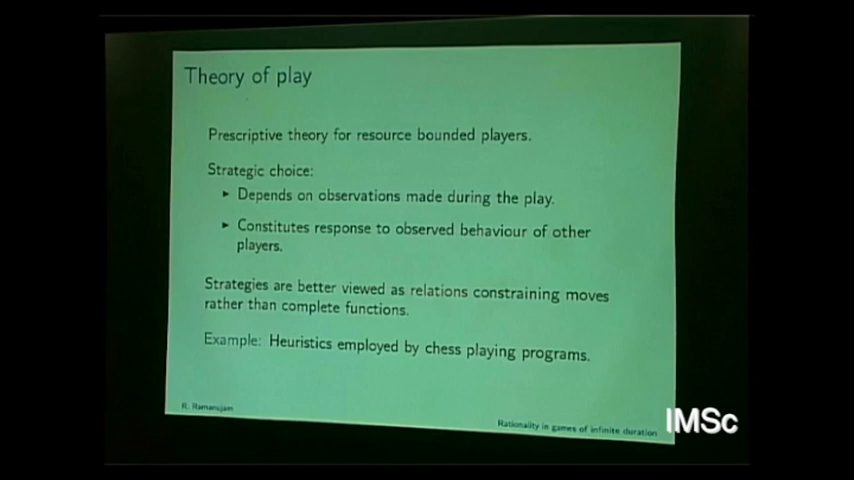 Theory of play
Prescriptive theory for resource bounded players.
Strategic choice:
▶ Depends on observations made during the play.
▶ Constitutes response to observed behaviour of other
players.
Strategies are better viewed as relations constraining moves
rather than complete functions.
Example: Heuristics employed by chess playing programs.
R. Ramanujam
Rationality in games of infinite duration
IMSc